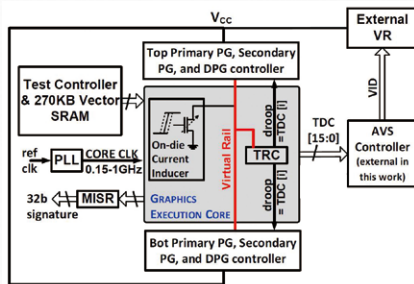 Vcc
External
VR
Top Primary PG, Secondary
PG, and DPG controller
Test Controller
& 270KB Vector
SRAM
On-die
Current
Inducer
Virtual Rail
droop
=TDC [i]
TRC
TDC
[15:0]
VID
AVS
Controller
(external in
this work)
ref
clk
PLL
CORE CLK
0.15-1GHz
droop
=TDC [i]
32b
signature
MISR
GRAPHICS
EXECUTION CORE
Bot Primary PG, Secondary
PG, and DPG controller